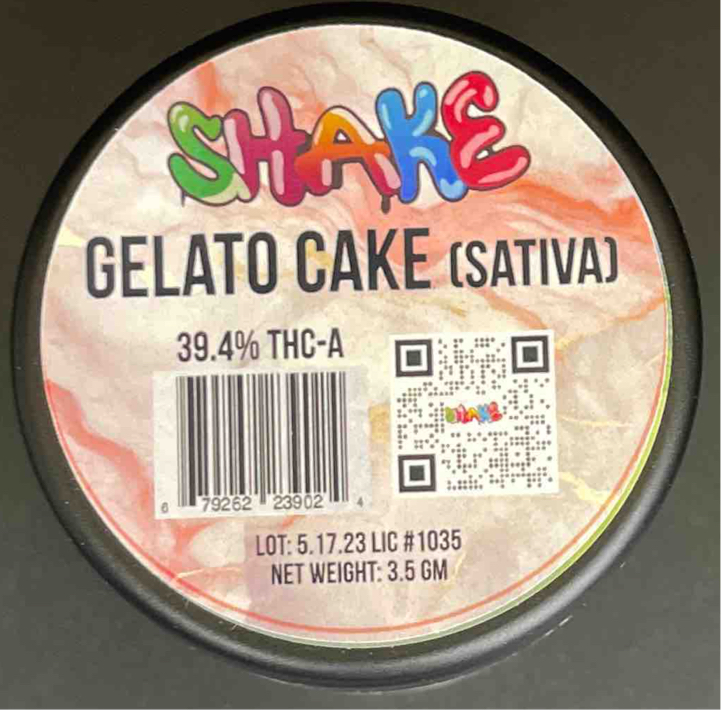 SHAKE
GELATO CAKE (SATIVA)
39.4% THC-A
SHAKE
6 79262 23902 4
LOT: 5.17.23 LIC #1035
NET WEIGHT: 3.5 GM